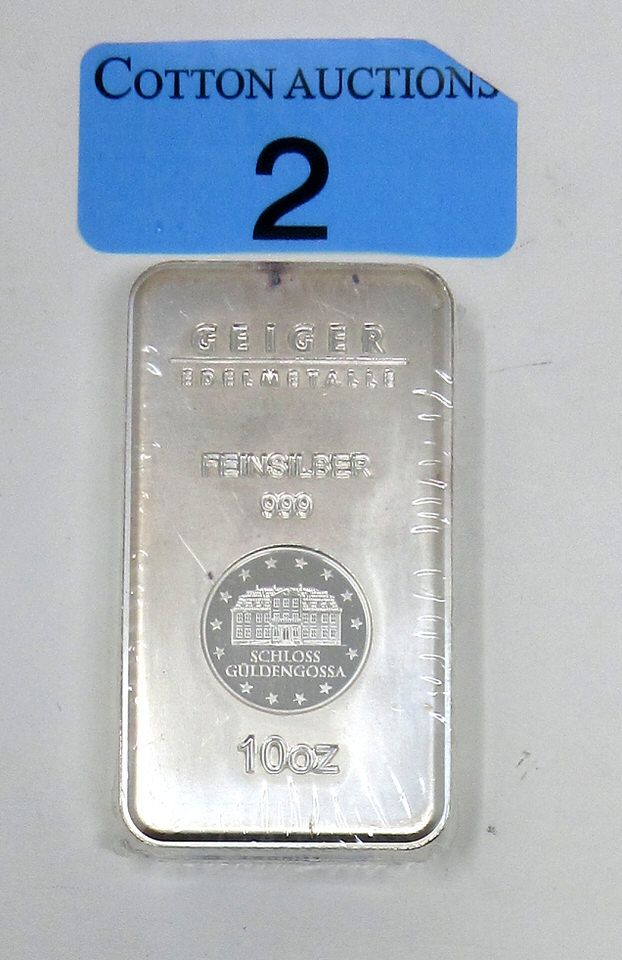 COTTON AUCTIONS
2
GEIGER
EDELMETALLE
FEINSILBER
999
SCHLOSS
GÜLDENGOSSA
10oz